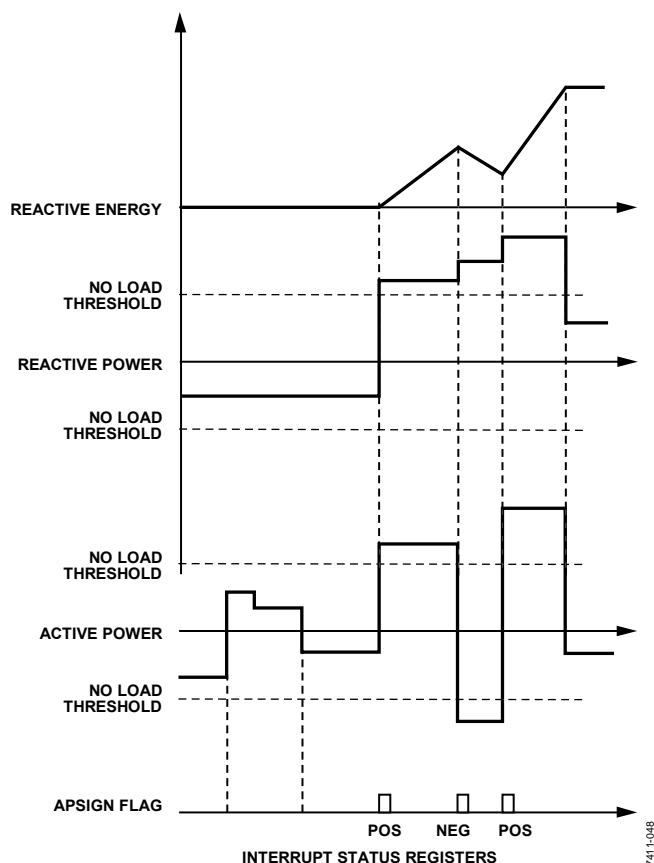 REACTIVE ENERGY
NO LOAD
THRESHOLD
REACTIVE POWER
NO LOAD
THRESHOLD
NO LOAD
THRESHOLD
ACTIVE POWER
NO LOAD
THRESHOLD
APSIGN FLAG
POS NEG POS
INTERRUPT STATUS REGISTERS